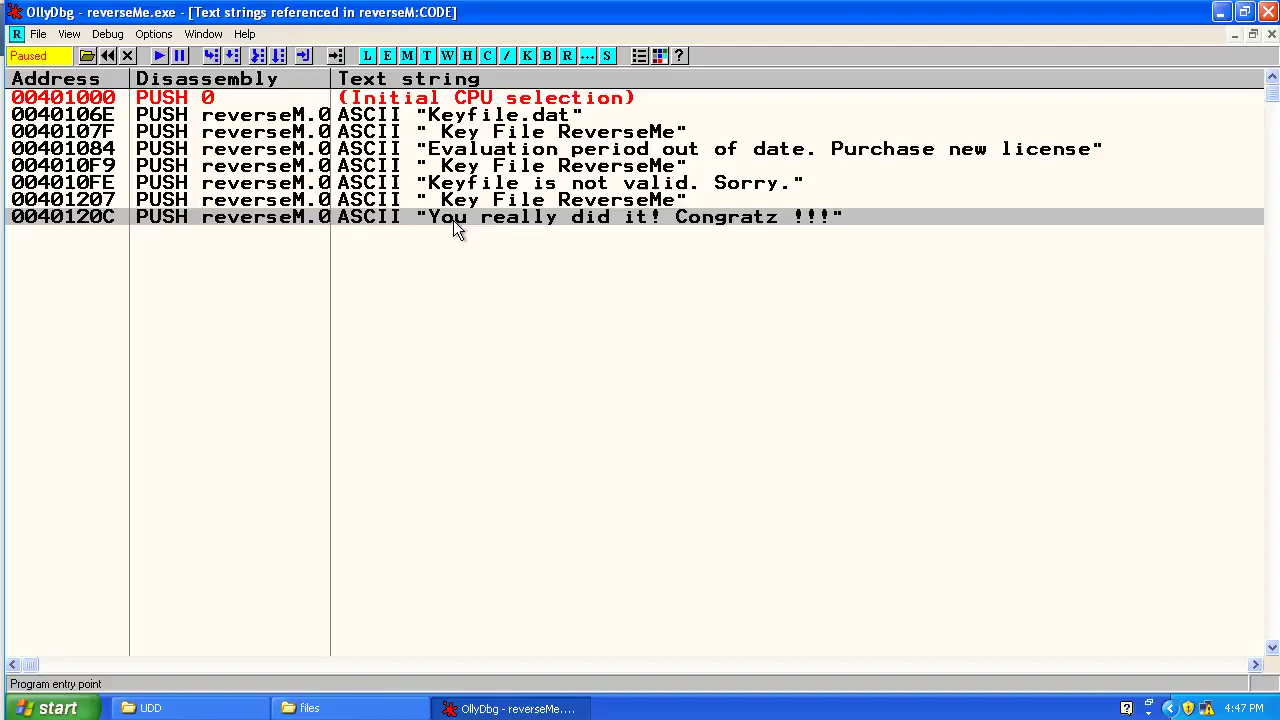 OllyDbg - reverseMe.exe - [Text strings referenced in reverseM:CODE]
R File View Debug Options Window Help
Paused L E M T W H C / K B R ... S ?
Address Disassembly Text string
00401000 PUSH 0 (Initial CPU selection)
0040106E PUSH reverseM.0 ASCII "Keyfile.dat"
0040107F PUSH reverseM.0 ASCII " Key File ReverseMe"
00401084 PUSH reverseM.0 ASCII "Evaluation period out of date. Purchase new license"
004010F9 PUSH reverseM.0 ASCII " Key File ReverseMe"
004010FE PUSH reverseM.0 ASCII "Keyfile is not valid. Sorry."
00401207 PUSH reverseM.0 ASCII " Key File ReverseMe"
0040120C PUSH reverseM.0 ASCII "You really did it! Congratz !!!"
Program entry point
start UDD Files OllyDbg - reverseMe.... ? 4:47 PM